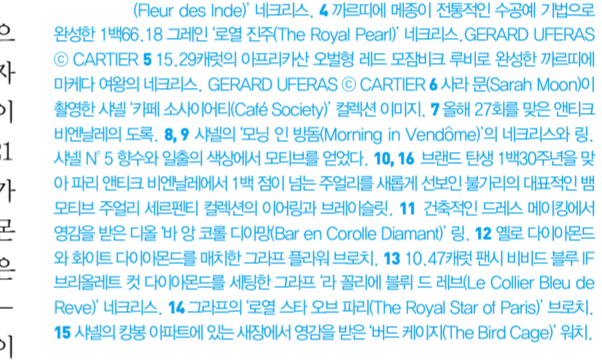 (Fleur des Inde)’ 네크리스. 4 까르띠에 메종이 전통적인 수공예 기법으로
완성한 1백66.18 그레인 ‘로열 진주(The Royal Pearl)’ 네크리스.GERARD UFERAS
ⓒ CARTIER 5 15.29캐럿의 아프리카산 오벌형 레드 모잠비크 루비로 완성한 까르띠에
마케다 여왕의 네크리스. GERARD UFERAS ⓒ CARTIER 6 사라 문(Sarah Moon)이
촬영한 샤넬 ‘카페 소사이어티(Café Society)’ 컬렉션 이미지. 7 올해 27회를 맞은 앤티크
비엔날레의 도록. 8, 9 샤넬의 ‘모닝 인 방돔(Morning in Vendôme)’의 네크리스와 링.
샤넬 N˚5 향수와 일출의 색상에서 모티브를 얻었다. 10, 16 브랜드 탄생 1백30주년을 맞
아 파리 앤티크 비엔날레에서 1백 점이 넘는 주얼리를 새롭게 선보인 불가리의 대표적인 뱀
모티브 주얼리 세르펜티 컬렉션의 이어링과 브레이슬릿. 11 건축적인 드레스 메이킹에서
영감을 받은 디올 ‘바 앙 코롤 디아망(Bar en Corolle Diamant)’ 링. 12 옐로 다이아몬드
와 화이트 다이아몬드를 매치한 그라프 플라워 브로치. 13 10.47캐럿 팬시 비비드 블루 IF
브리올레트 컷 다이아몬드를 세팅한 그라프 ‘라 꼴리에 블뤼 드 레브(Le Collier Bleu de
Reve)’ 네크리스. 14 그라프의 ‘로열 스타 오브 파리(The Royal Star of Paris)’ 브로치.
15 샤넬의 캉봉 아파트에 있는 새장에서 영감을 받은 ‘버드 케이지(The Bird Cage)’ 워치.
으
자
이
21
가
몬
은
ㅡ
이